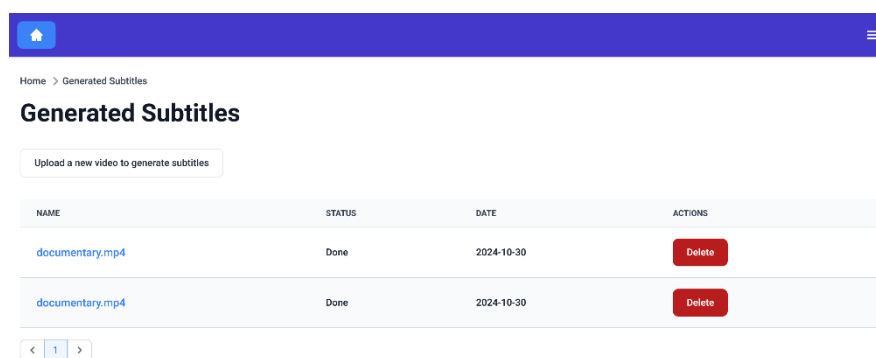 Home > Generated Subtitles
Generated Subtitles
Upload a new video to generate subtitles
NAME STATUS DATE ACTIONS
documentary.mp4 Done 2024-10-30 Delete
documentary.mp4 Done 2024-10-30 Delete
< 1 >